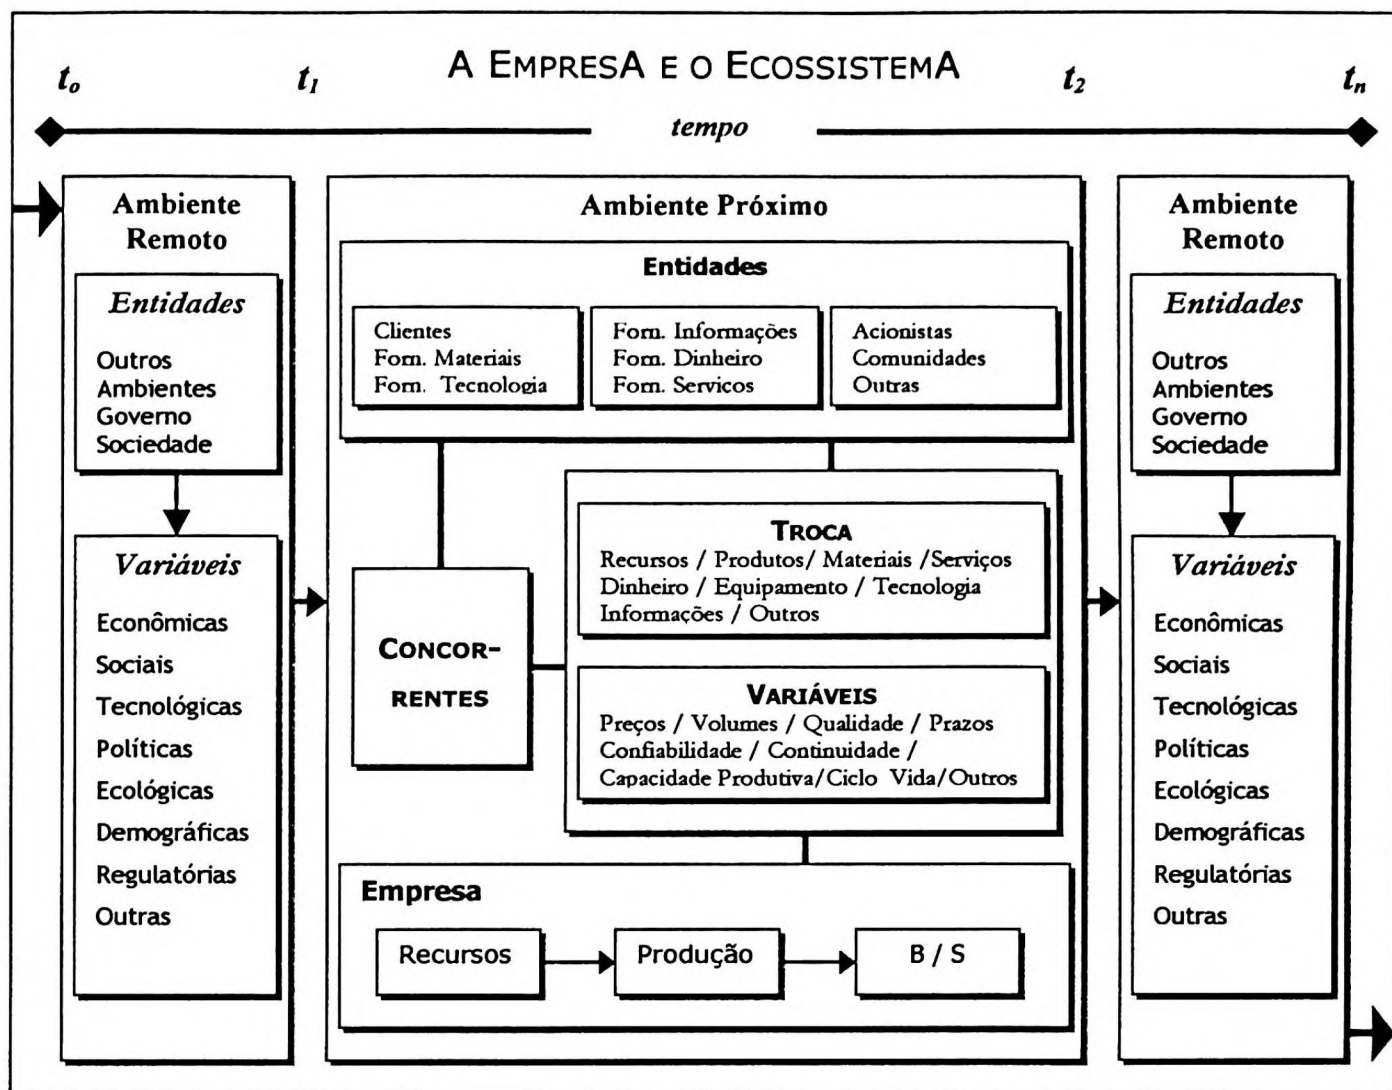 A EMPRESA E O ECOSSISTEMA
t₀ t₁ t₂ tₙ
tempo
Ambiente
Remoto
Entidades
Outros
Ambientes
Governo
Sociedade
Variáveis
Econômicas
Sociais
Tecnológicas
Políticas
Ecológicas
Demográficas
Regulatórias
Outras
Ambiente Próximo
Entidades
Clientes
Forn. Materiais
Forn. Tecnologia
Forn. Informações
Forn. Dinheiro
Forn. Servicos
Acionistas
Comunidades
Outras
CONCOR-
RENTES
TROCA
Recursos / Produtos/ Materiais /Serviços
Dinheiro / Equipamento / Tecnologia
Informações / Outros
VARIÁVEIS
Preços / Volumes / Qualidade / Prazos
Confiabilidade / Continuidade /
Capacidade Produtiva/Ciclo Vida/Outros
Empresa
Recursos
Produção
B / S
Ambiente
Remoto
Entidades
Outros
Ambientes
Governo
Sociedade
Variáveis
Econômicas
Sociais
Tecnológicas
Políticas
Ecológicas
Demográficas
Regulatórias
Outras